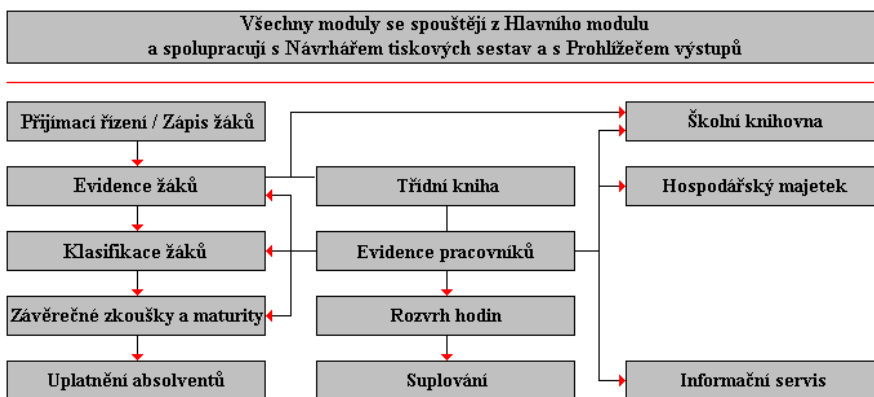 Všechny moduly se spouštějí z Hlavního modulu
a spolupracují s Návrhářem tiskových sestav a s Prohlížečem výstupů
Přijímací řízení / Zápis žáků
Školní knihovna
Evidence žáků
Třídní kniha
Hospodářský majetek
Klasifikace žáků
Evidence pracovníků
Závěrečné zkoušky a maturity
Rozvrh hodin
Uplatnění absolventů
Suplování
Informační servis